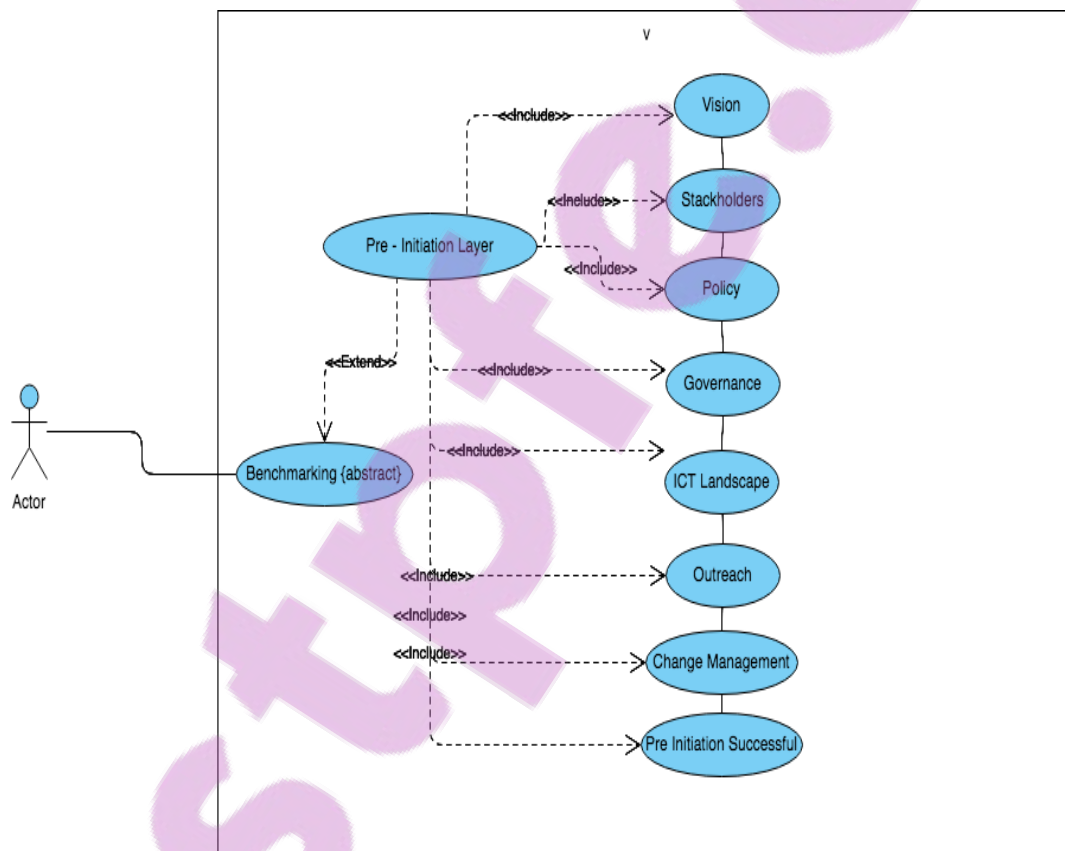 v
Vision
<<Include>>
Stackholders
<<Include>>
Pre - Initiation Layer
<<Include>>
Policy
<<Extend>>
<<Include>>
Governance
<<Include>>
Benchmarking {abstract}
ICT Landscape
Actor
<<Include>>
Outreach
<<Include>>
<<Include>>
Change Management
Pre Initiation Successful
stpfe.